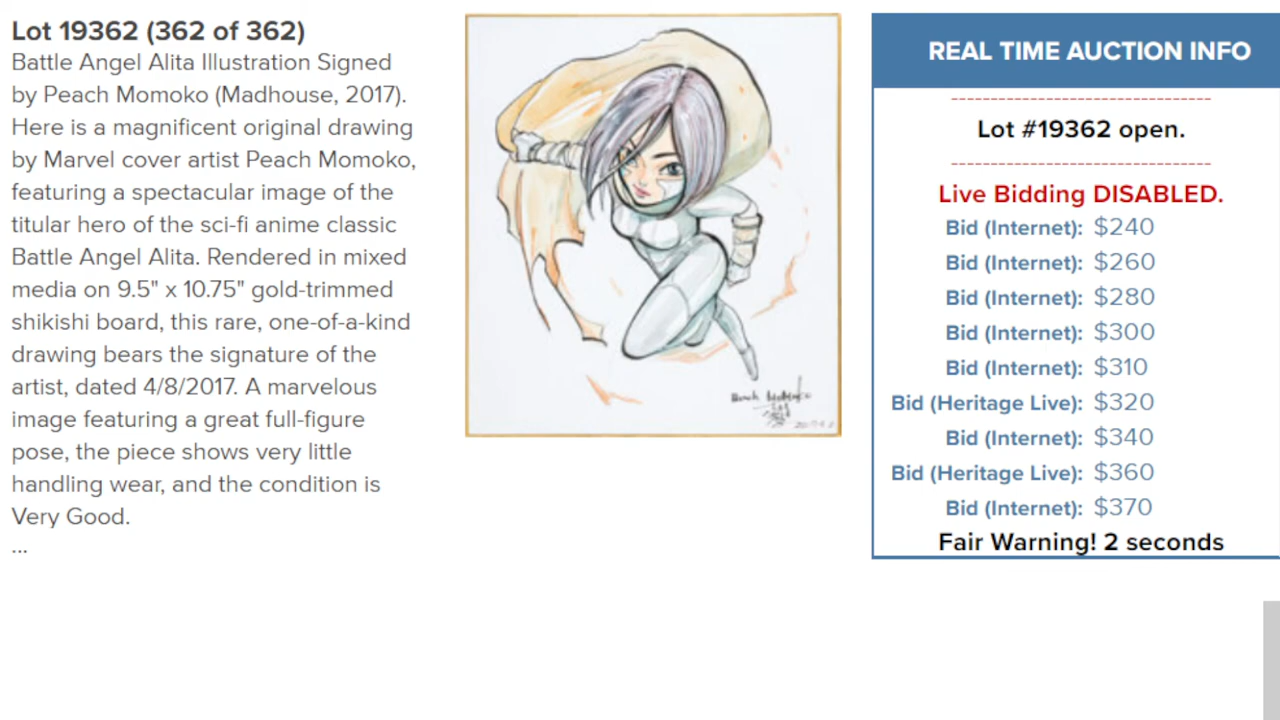 Lot 19362 (362 of 362)
Battle Angel Alita Illustration Signed
by Peach Momoko (Madhouse, 2017).
Here is a magnificent original drawing
by Marvel cover artist Peach Momoko,
featuring a spectacular image of the
titular hero of the sci-fi anime classic
Battle Angel Alita. Rendered in mixed
media on 9.5" x 10.75" gold-trimmed
shikishi board, this rare, one-of-a-kind
drawing bears the signature of the
artist, dated 4/8/2017. A marvelous
image featuring a great full-figure
pose, the piece shows very little
handling wear, and the condition is
Very Good.
...
Peach Momoko
REAL TIME AUCTION INFO
--------------------------------
Lot #19362 open.
--------------------------------
Live Bidding DISABLED.
Bid (Internet): $240
Bid (Internet): $260
Bid (Internet): $280
Bid (Internet): $300
Bid (Internet): $310
Bid (Heritage Live): $320
Bid (Internet): $340
Bid (Heritage Live): $360
Bid (Internet): $370
Fair Warning! 2 seconds